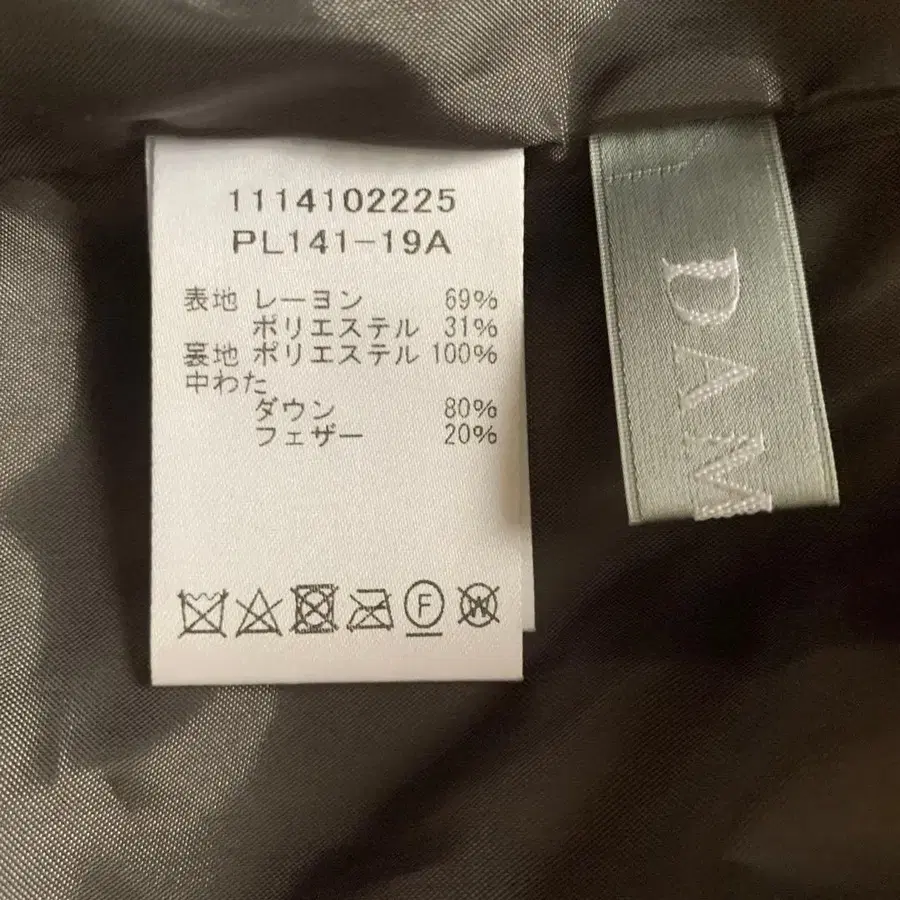 1114102225
PL141-19A
表地 レーヨン 69%
ポリエステル 31%
裏地 ポリエステル 100%
中わた
ダウン 80%
フェザー 20%
F
W
DAM